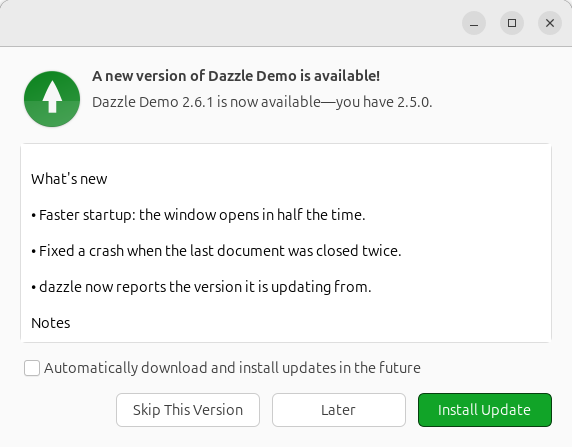 A new version of Dazzle Demo is available!
Dazzle Demo 2.6.1 is now available—you have 2.5.0.
What's new
• Faster startup: the window opens in half the time.
• Fixed a crash when the last document was closed twice.
• dazzle now reports the version it is updating from.
Notes
Automatically download and install updates in the future
Skip This Version
Later
Install Update